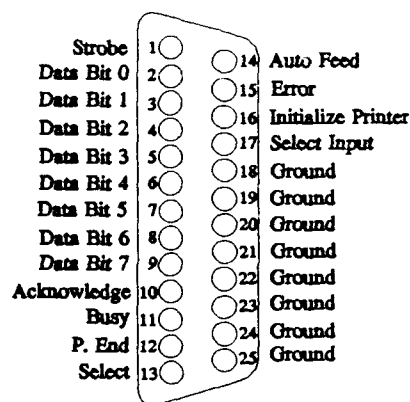 Strobe 1
Data Bit 0 2
Data Bit 1 3
Data Bit 2 4
Data Bit 3 5
Data Bit 4 6
Data Bit 5 7
Data Bit 6 8
Data Bit 7 9
Acknowledge 10
Busy 11
P. End 12
Select 13
14 Auto Feed
15 Error
16 Initialize Printer
17 Select Input
18 Ground
19 Ground
20 Ground
21 Ground
22 Ground
23 Ground
24 Ground
25 Ground